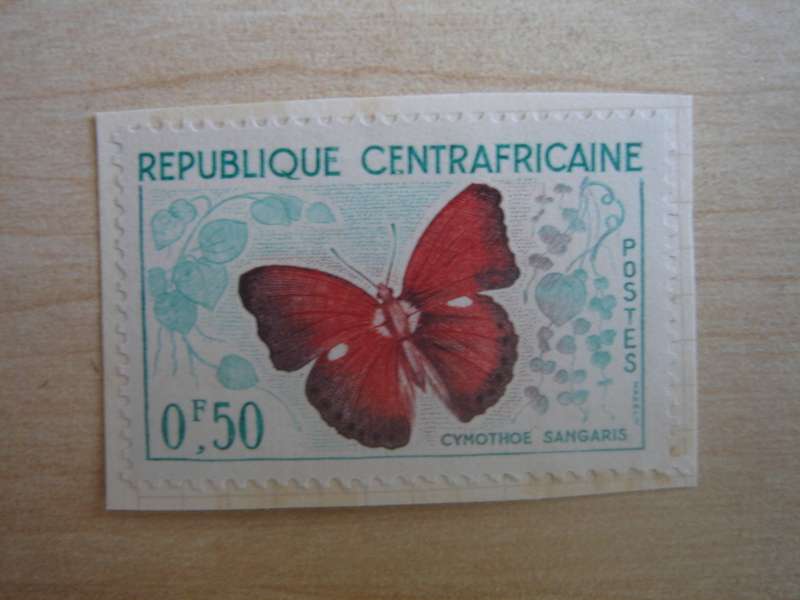 REPUBLIQUE CENTRAFRICAINE
POSTES
0F,50
CYMOTHOE SANGARIS